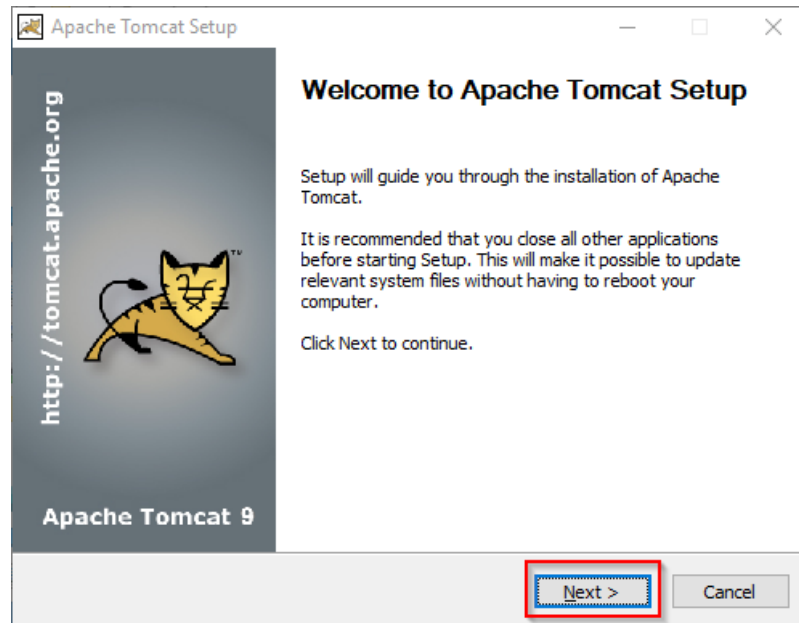 Apache Tomcat Setup
http://tomcat.apache.org
TM
Apache Tomcat 9
Welcome to Apache Tomcat Setup
Setup will guide you through the installation of Apache
Tomcat.
It is recommended that you close all other applications
before starting Setup. This will make it possible to update
relevant system files without having to reboot your
computer.
Click Next to continue.
Next >
Cancel